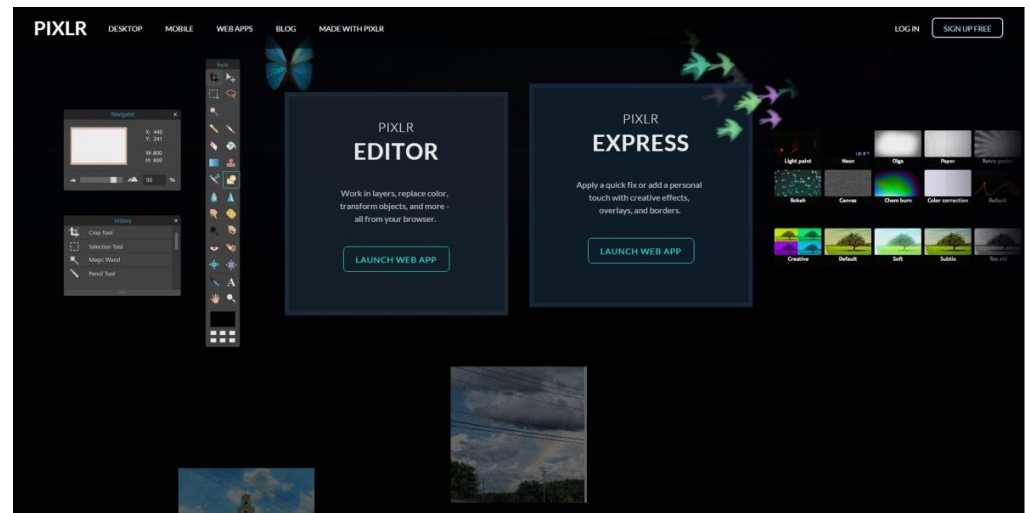 PIXLR
DESKTOP
MOBILE
WEB APPS
BLOG
MADE WITH PIXLR
LOG IN
SIGN UP FREE
Tools
Navigator
X: 440
Y: 241
W:800
H: 600
90 %
History
Crop Tool
Selection Tool
Magic Wand
Pencil Tool
A
PIXLR
EDITOR
Work in layers, replace color,
transform objects, and more -
all from your browser.
LAUNCH WEB APP
PIXLR
EXPRESS
Apply a quick fix or add a personal
touch with creative effects,
overlays, and borders.
LAUNCH WEB APP
Light paint
Neon
Olga
Paper
Retro poster
Bokeh
Canvas
Chem burn
Color correction
Default
Creative
Default
Soft
Subtle